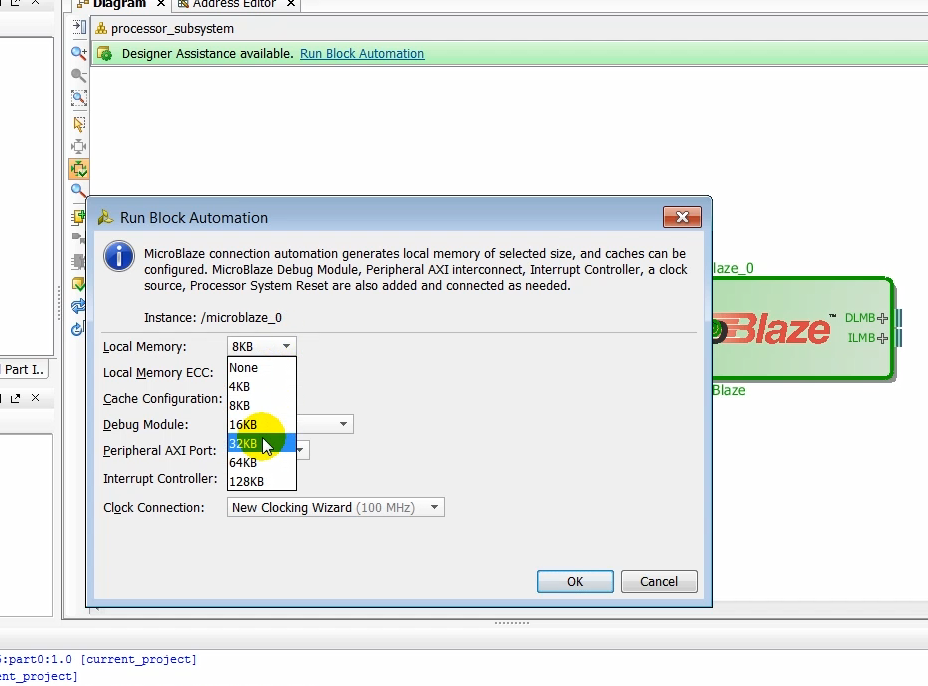 Diagram
Address Editor
processor_subsystem
Designer Assistance available. Run Block Automation
Run Block Automation
MicroBlaze connection automation generates local memory of selected size, and caches can be
configured. MicroBlaze Debug Module, Peripheral AXI interconnect, Interrupt Controller, a clock
source, Processor System Reset are also added and connected as needed.
Instance: /microblaze_0
Local Memory: 8KB
None
4KB
8KB
16KB
32KB
64KB
128KB
Local Memory ECC:
Cache Configuration:
Debug Module:
Peripheral AXI Port:
Interrupt Controller:
Clock Connection: New Clocking Wizard (100 MHz)
OK Cancel
laze_0
Blaze™
DLMB
ILMB
Blaze
Part I..
:part0:1.0 [current_project]
nt_project]